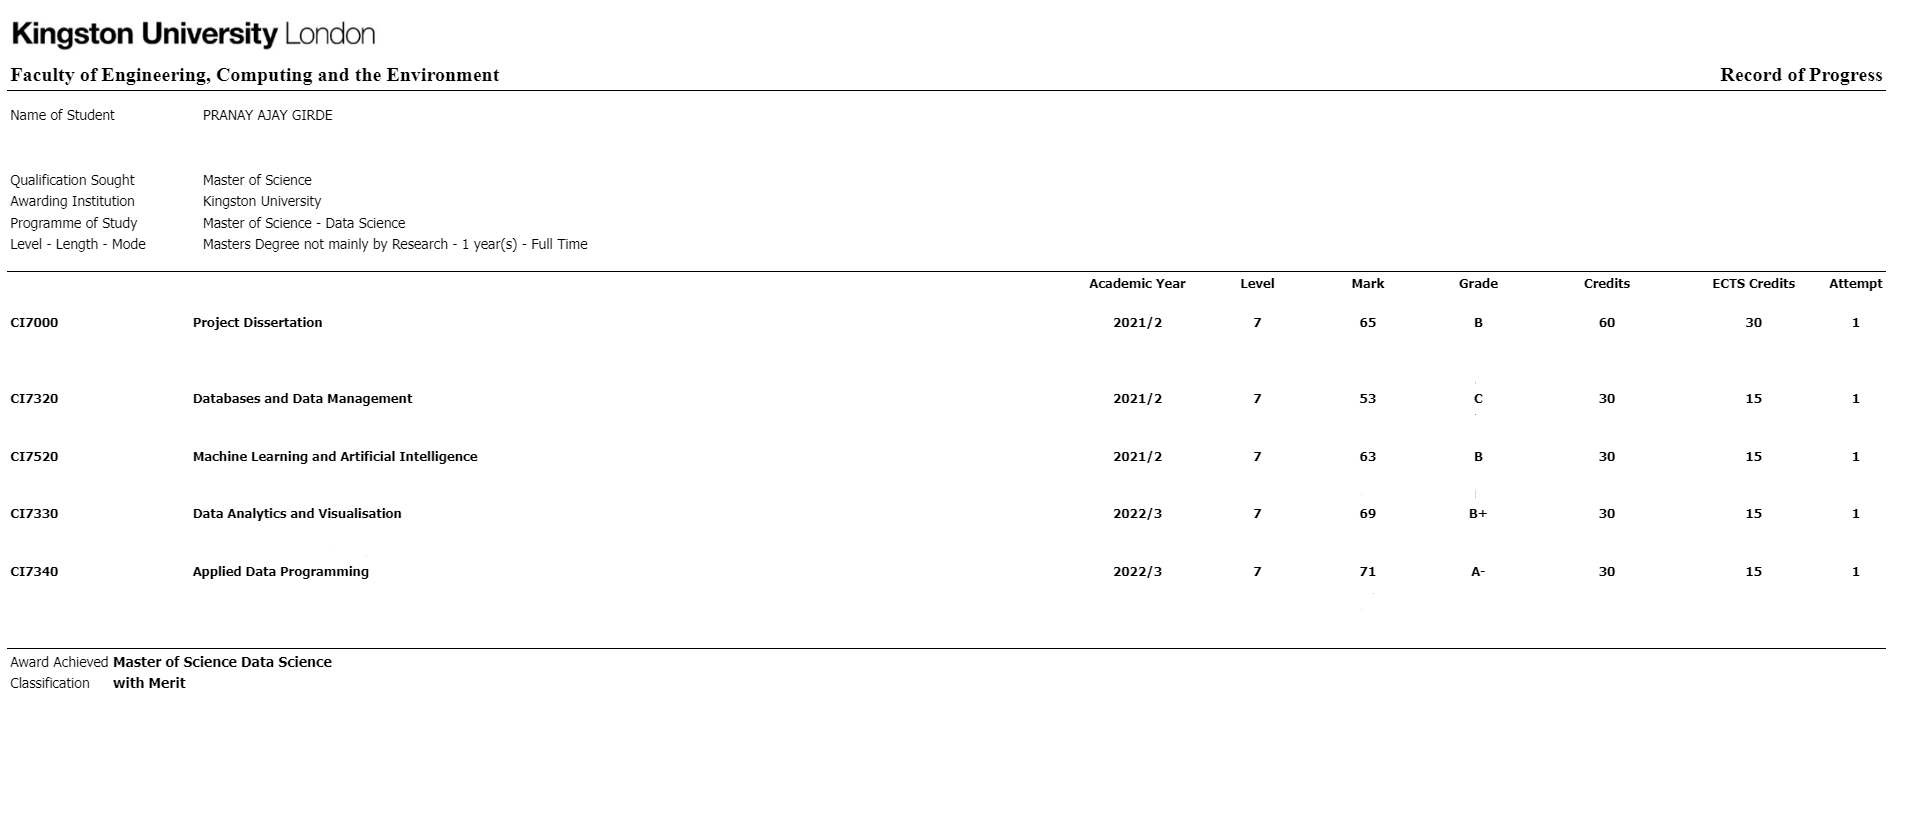 Kingston University London
Faculty of Engineering, Computing and the Environment Record of Progress
Name of Student PRANAY AJAY GIRDE
Qualification Sought Master of Science
Awarding Institution Kingston University
Programme of Study Master of Science - Data Science
Level - Length - Mode Masters Degree not mainly by Research - 1 year(s) - Full Time
Academic Year Level Mark Grade Credits ECTS Credits Attempt
CI7000 Project Dissertation 2021/2 7 65 B 60 30 1
CI7320 Databases and Data Management 2021/2 7 53 C 30 15 1
CI7520 Machine Learning and Artificial Intelligence 2021/2 7 63 B 30 15 1
CI7330 Data Analytics and Visualisation 2022/3 7 69 B+ 30 15 1
CI7340 Applied Data Programming 2022/3 7 71 A- 30 15 1
Award Achieved Master of Science Data Science
Classification with Merit